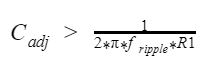 C_adj > 1 / 2*π*f_ripple*R1